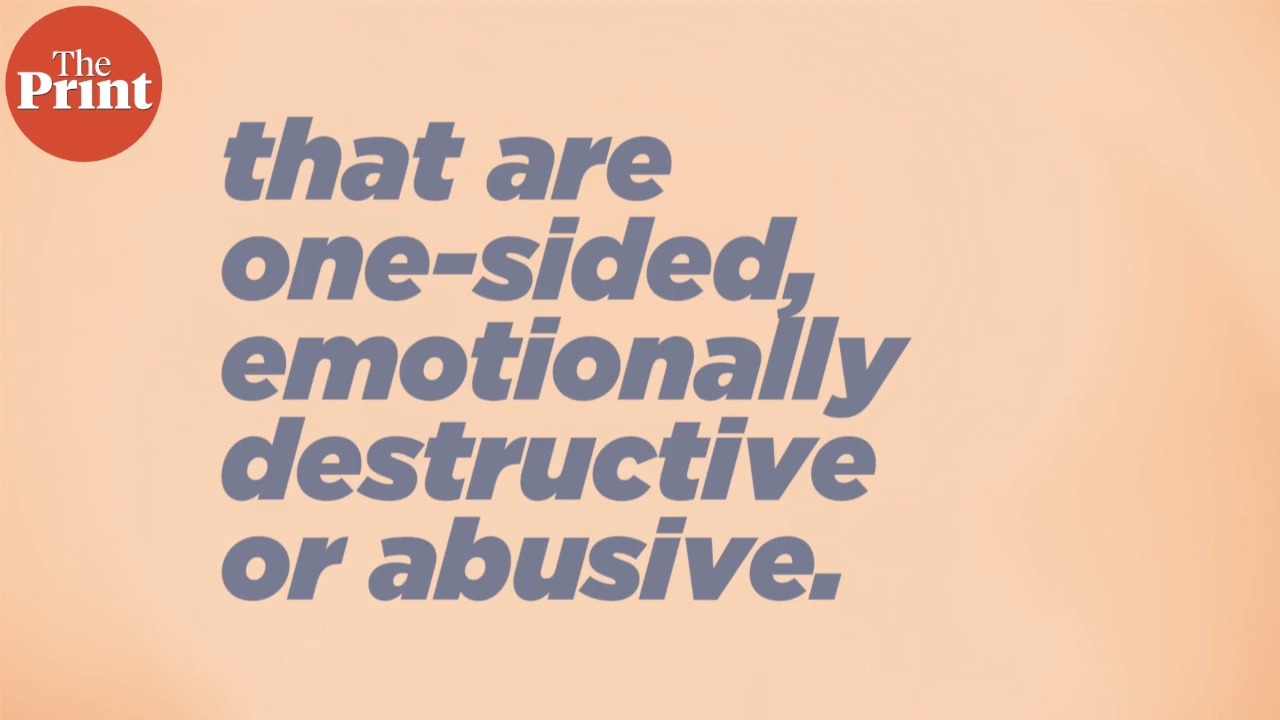 The
Print
that are
one-sided,
emotionally
destructive
or abusive.